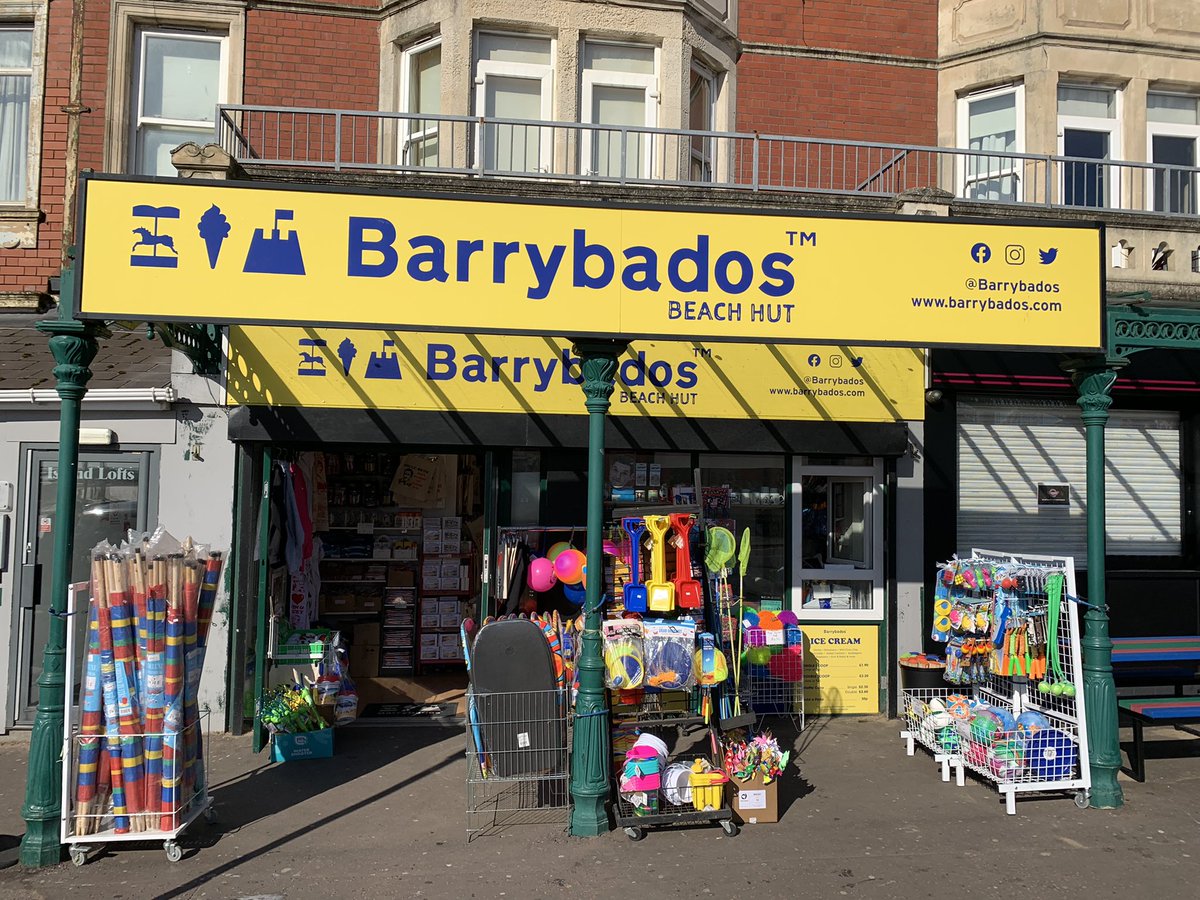 Barrybados™
BEACH HUT
@Barrybados
www.barrybados.com
Barrybados™
BEACH HUT
@Barrybados
www.barrybados.com
Island Lofts
Barrybados
ICE CREAM